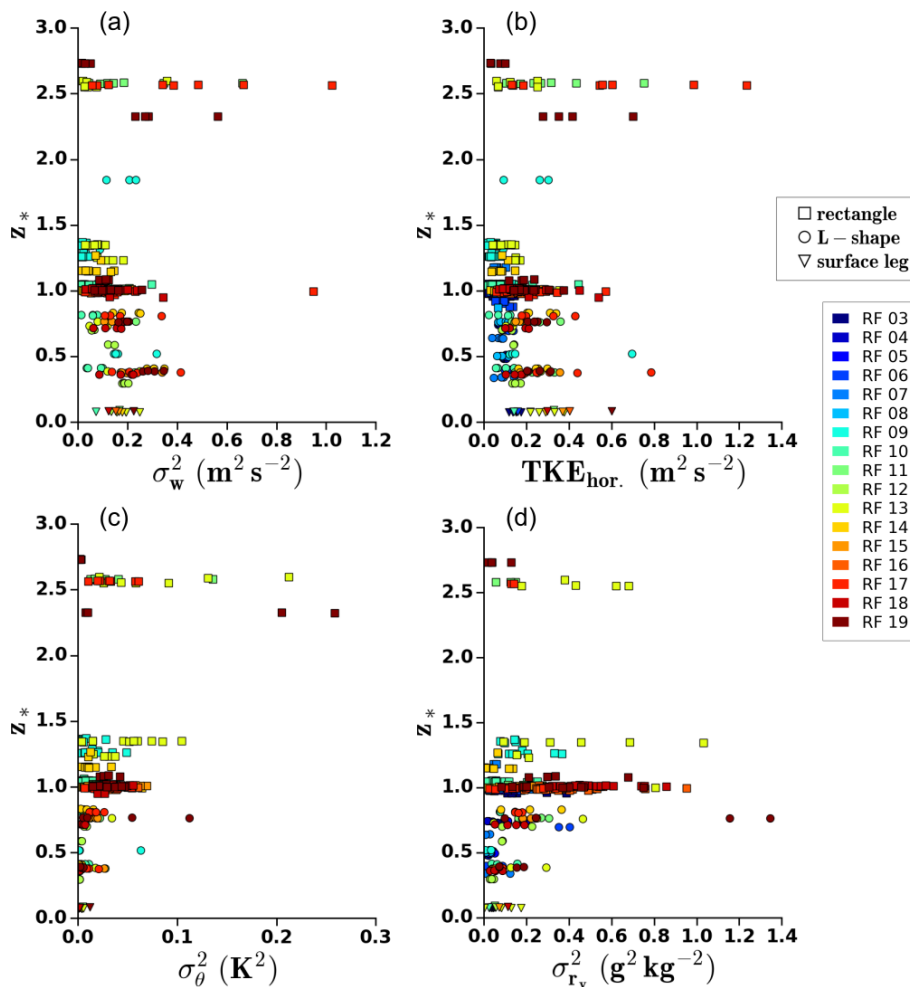 (a)
(b)
3.0
2.5
2.0
1.5
1.0
0.5
0.0
z*
0.0 0.2 0.4 0.6 0.8 1.0 1.2
σ²w (m² s⁻²)
3.0
2.5
2.0
1.5
1.0
0.5
0.0
z*
0.0 0.2 0.4 0.6 0.8 1.0 1.2 1.4
TKEhor. (m² s⁻²)
rectangle
L − shape
surface leg
RF 03
RF 04
RF 05
RF 06
RF 07
RF 08
RF 09
RF 10
RF 11
RF 12
RF 13
RF 14
RF 15
RF 16
RF 17
RF 18
RF 19
(c)
(d)
3.0
2.5
2.0
1.5
1.0
0.5
0.0
z*
0.0 0.1 0.2 0.3
σ²θ (K²)
3.0
2.5
2.0
1.5
1.0
0.5
0.0
z*
0.0 0.2 0.4 0.6 0.8 1.0 1.2 1.4
σ²rv (g² kg⁻²)